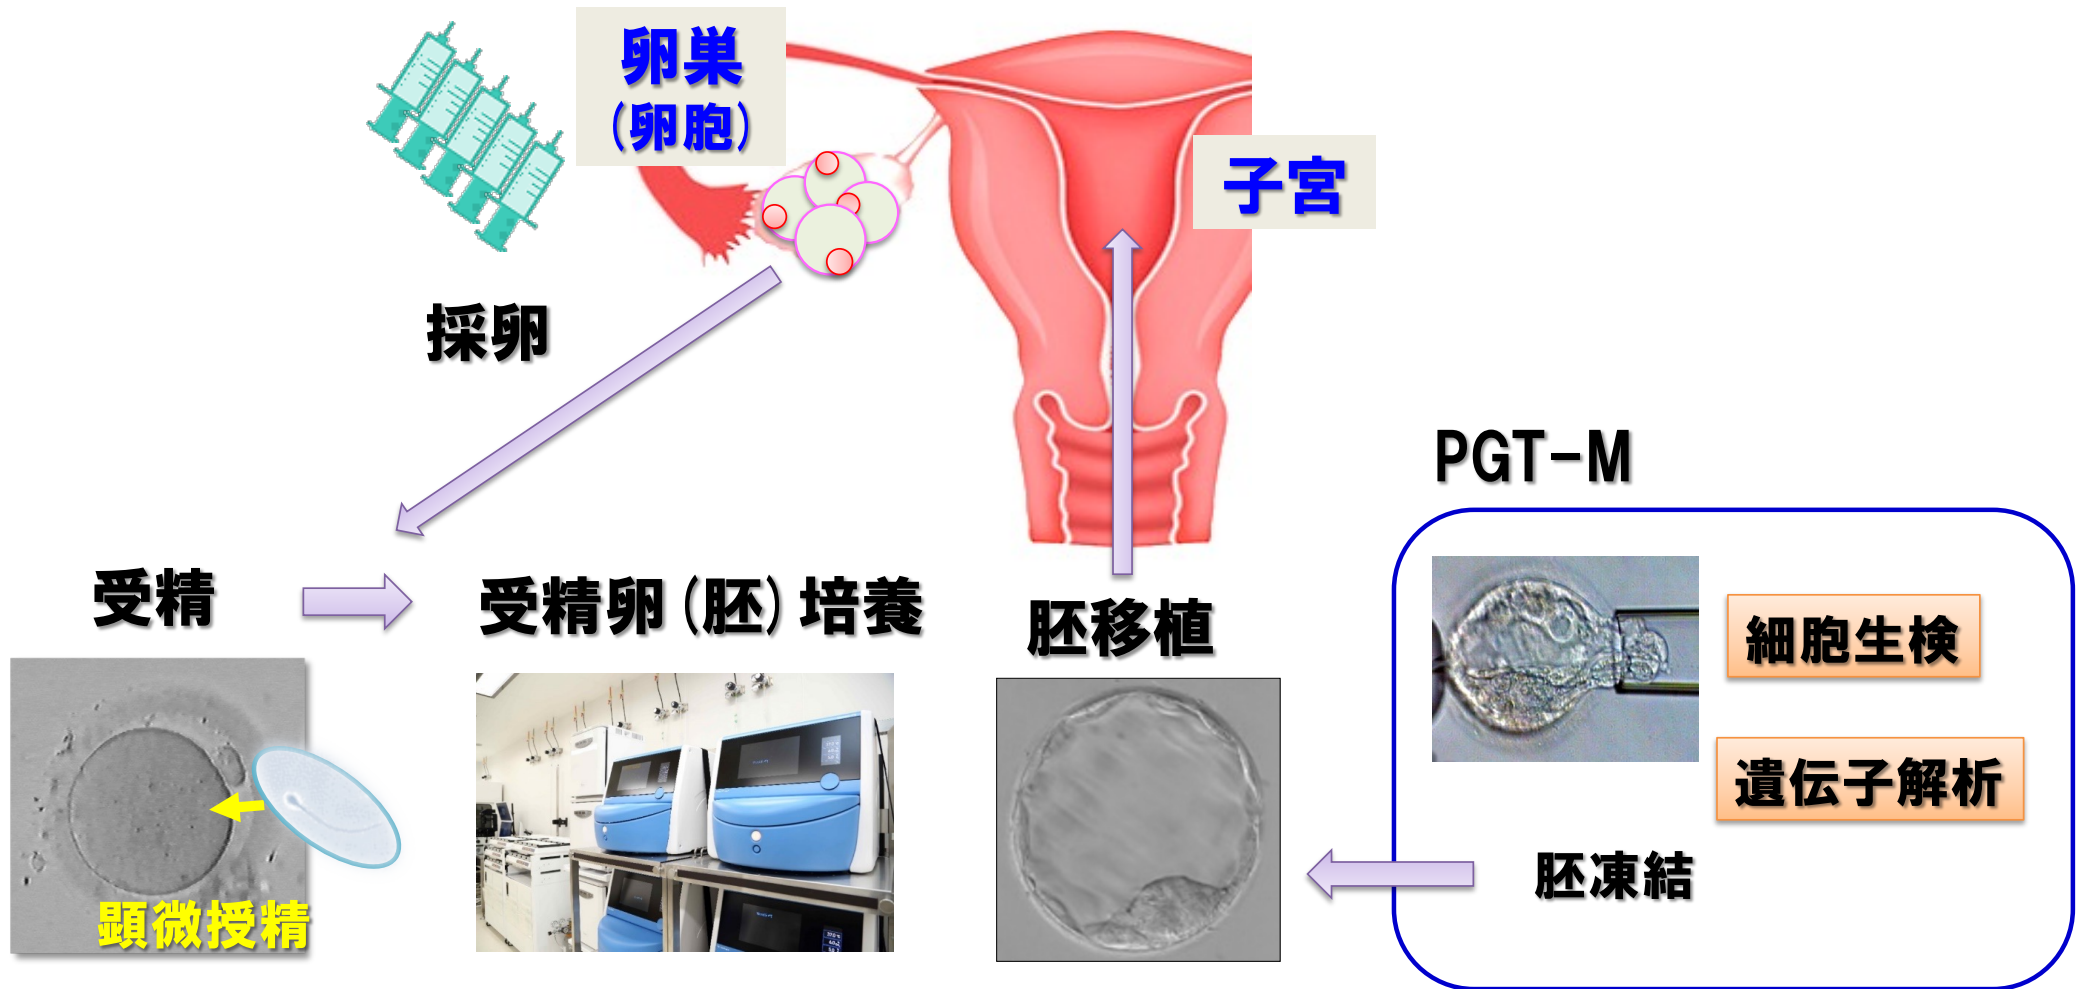 卵巣
(卵胞)
子宮
採卵
PGT-M
受精
受精卵(胚)培養
胚移植
細胞生検
遺伝子解析
胚凍結
顕微授精